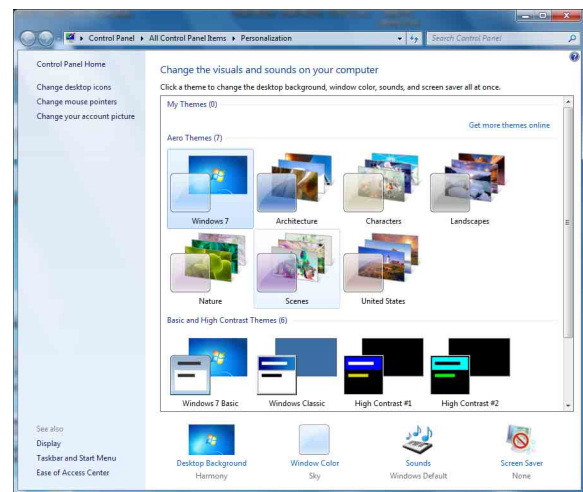 Control Panel ▸ All Control Panel Items ▸ Personalization
Search Control Panel
Control Panel Home
Change desktop icons
Change mouse pointers
Change your account picture
Change the visuals and sounds on your computer
Click a theme to change the desktop background, window color, sounds, and screen saver all at once.
My Themes (0)
Get more themes online
Aero Themes (7)
Windows 7 Architecture Characters Landscapes
Nature Scenes United States
Basic and High Contrast Themes (6)
Windows 7 Basic Windows Classic High Contrast #1 High Contrast #2
See also
Display
Taskbar and Start Menu
Ease of Access Center
Desktop Background Window Color Sounds Screen Saver
Harmony Sky Windows Default None